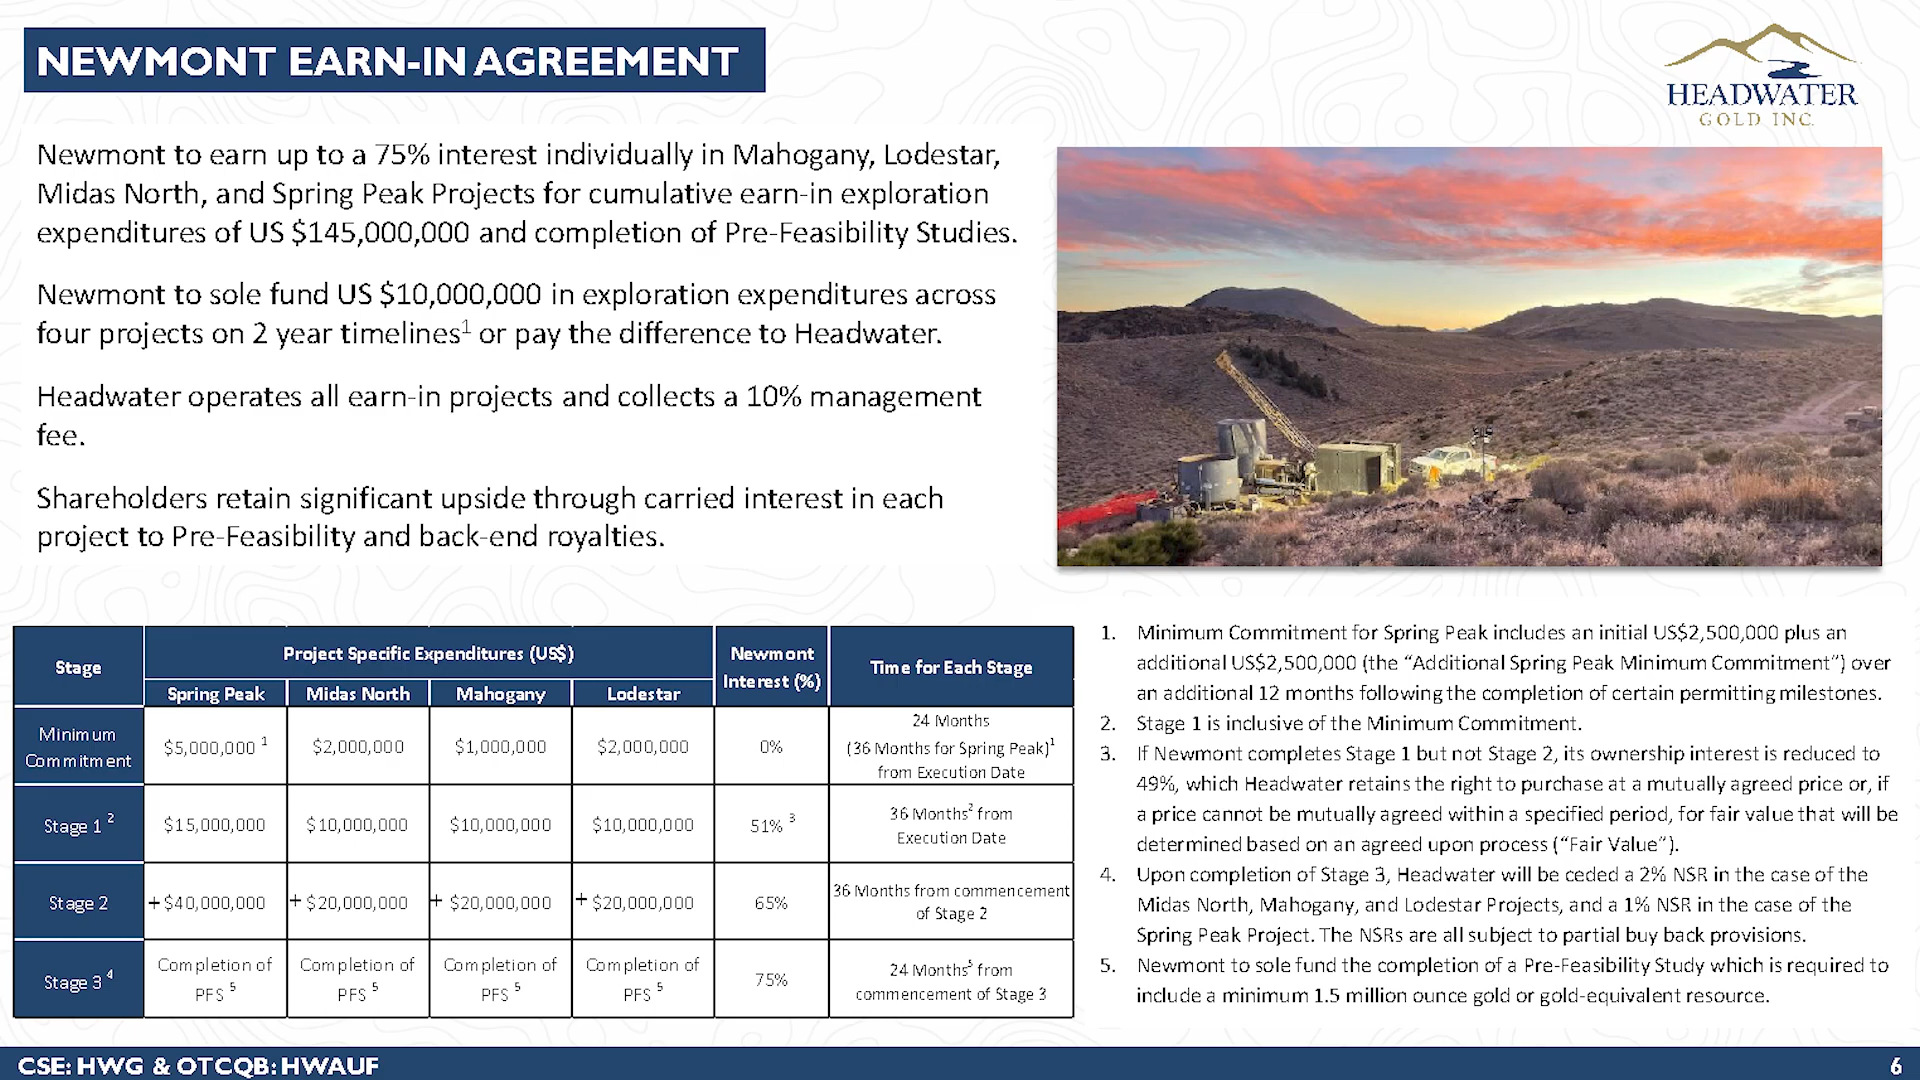 NEWMONT EARN-IN AGREEMENT
HEADWATER
GOLD INC.
Newmont to earn up to a 75% interest individually in Mahogany, Lodestar,
Midas North, and Spring Peak Projects for cumulative earn-in exploration
expenditures of US $145,000,000 and completion of Pre-Feasibility Studies.
Newmont to sole fund US $10,000,000 in exploration expenditures across
four projects on 2 year timelines1 or pay the difference to Headwater.
Headwater operates all earn-in projects and collects a 10% management
fee.
Shareholders retain significant upside through carried interest in each
project to Pre-Feasibility and back-end royalties.
Stage
Project Specific Expenditures (US$)
Newmont
Interest (%)
Time for Each Stage
Spring Peak
Midas North
Mahogany
Lodestar
Minimum
Commitment
$5,000,000 1
$2,000,000
$1,000,000
$2,000,000
0%
24 Months
(36 Months for Spring Peak)1
from Execution Date
Stage 1 2
$15,000,000
$10,000,000
$10,000,000
$10,000,000
51% 3
36 Months2 from
Execution Date
Stage 2
+$40,000,000
+$20,000,000
+$20,000,000
+$20,000,000
65%
36 Months from commencement
of Stage 2
Stage 3 4
Completion of
PFS 5
Completion of
PFS 5
Completion of
PFS 5
Completion of
PFS 5
75%
24 Months5 from
commencement of Stage 3
1. Minimum Commitment for Spring Peak includes an initial US$2,500,000 plus an
additional US$2,500,000 (the “Additional Spring Peak Minimum Commitment”) over
an additional 12 months following the completion of certain permitting milestones.
2. Stage 1 is inclusive of the Minimum Commitment.
3. If Newmont completes Stage 1 but not Stage 2, its ownership interest is reduced to
49%, which Headwater retains the right to purchase at a mutually agreed price or, if
a price cannot be mutually agreed within a specified period, for fair value that will be
determined based on an agreed upon process (“Fair Value”).
4. Upon completion of Stage 3, Headwater will be ceded a 2% NSR in the case of the
Midas North, Mahogany, and Lodestar Projects, and a 1% NSR in the case of the
Spring Peak Project. The NSRs are all subject to partial buy back provisions.
5. Newmont to sole fund the completion of a Pre-Feasibility Study which is required to
include a minimum 1.5 million ounce gold or gold-equivalent resource.
CSE: HWG & OTCQB: HWAUF
6